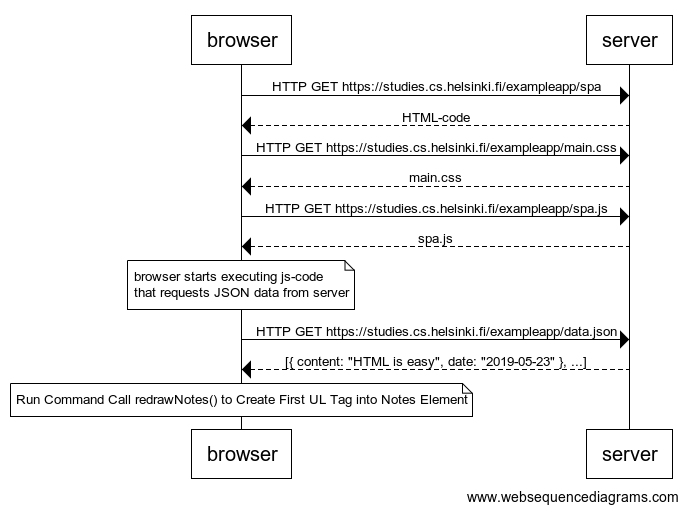 browser
server
HTTP GET https://studies.cs.helsinki.fi/exampleapp/spa
HTML-code
HTTP GET https://studies.cs.helsinki.fi/exampleapp/main.css
main.css
HTTP GET https://studies.cs.helsinki.fi/exampleapp/spa.js
spa.js
browser starts executing js-code
that requests JSON data from server
HTTP GET https://studies.cs.helsinki.fi/exampleapp/data.json
[{ content: "HTML is easy", date: "2019-05-23" }, ...]
Run Command Call redrawNotes() to Create First UL Tag into Notes Element
browser
server
www.websequencediagrams.com